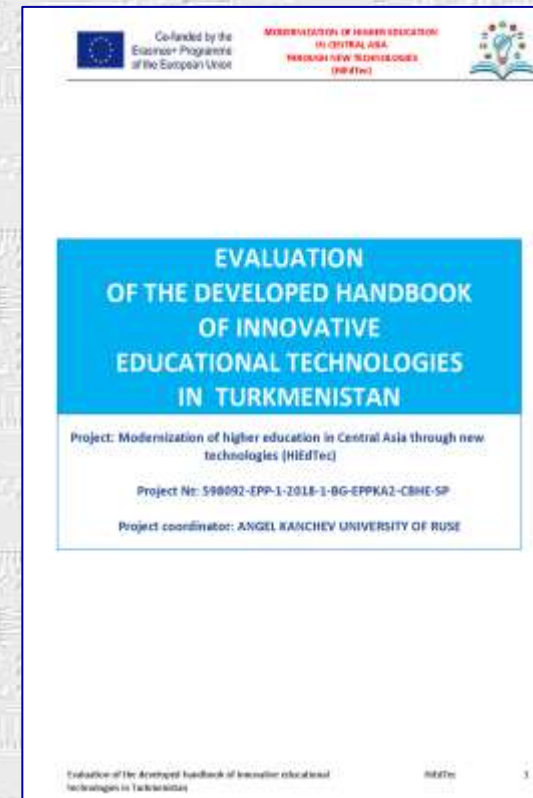 Co-funded by the
Erasmus+ Programme
of the European Union
MODERNIZATION OF HIGHER EDUCATION
IN CENTRAL ASIA
THROUGH NEW TECHNOLOGIES
(HiEdTec)
EVALUATION
OF THE DEVELOPED HANDBOOK
OF INNOVATIVE
EDUCATIONAL TECHNOLOGIES
IN TURKMENISTAN
Project: Modernization of higher education in Central Asia through new
technologies (HiEdTec)
Project Nr: 598092-EPP-1-2018-1-BG-EPPKA2-CBHE-SP
Project coordinator: ANGEL KANCHEV UNIVERSITY OF RUSE
Evaluation of the developed handbook of innovative educational
technologies in Turkmenistan
HiEdTec
1